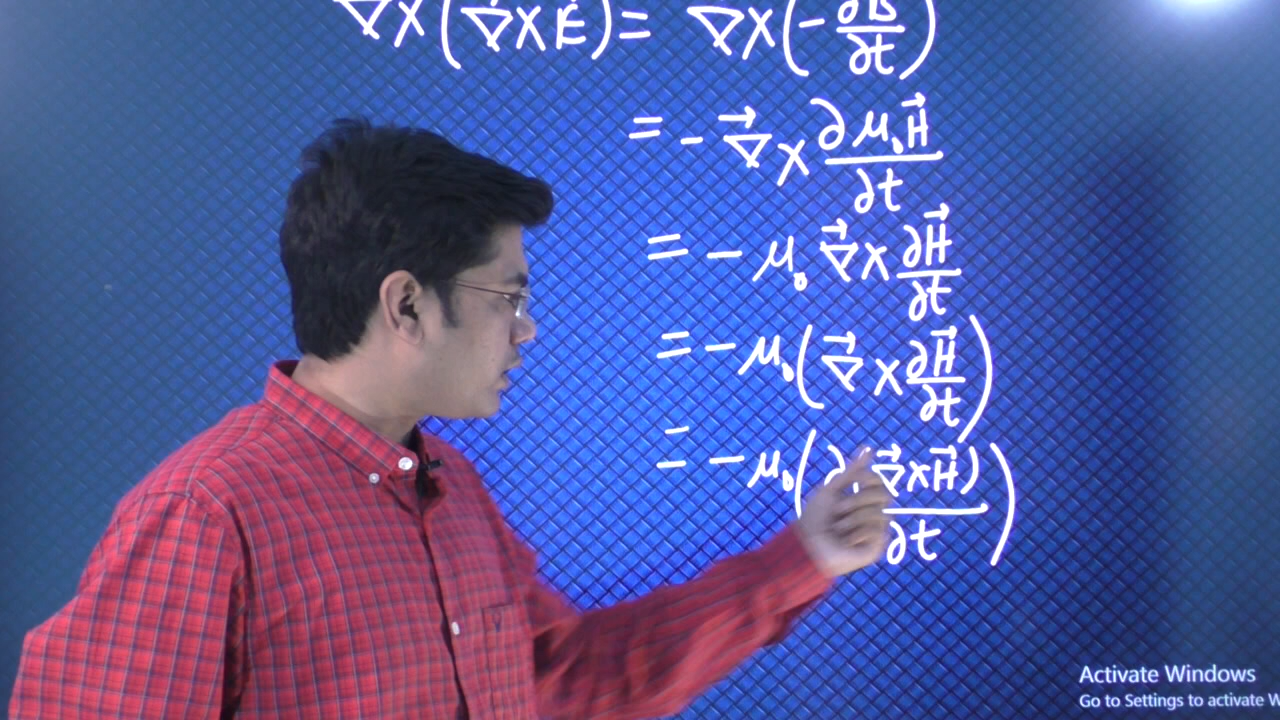 ∇×(∇×E) = ∇×(-∂B/∂t)
= -∇⃗×∂μ₀H⃗/∂t
= -μ₀ ∇⃗×∂H⃗/∂t
= -μ₀(∇⃗×∂H⃗/∂t)
= -μ₀(∂(∇⃗×H⃗)/∂t)
Activate Windows
Go to Settings to activate W